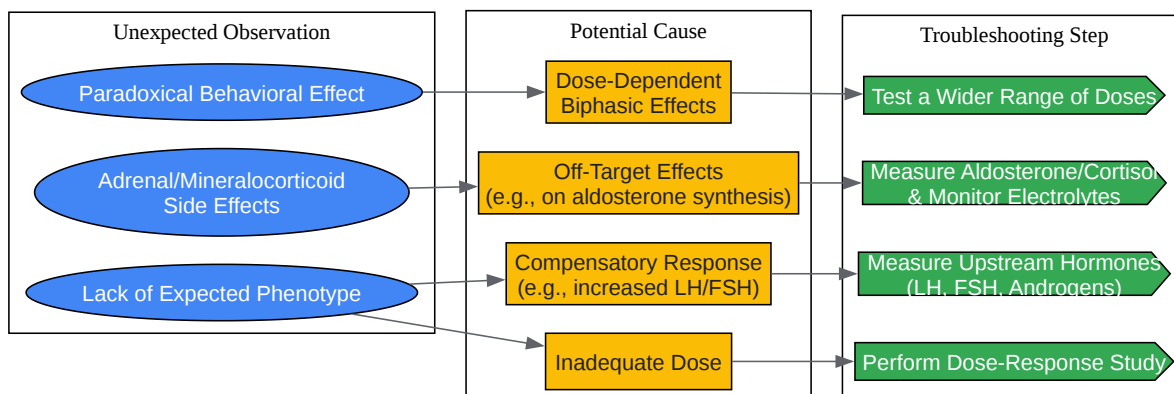 Unexpected Observation
Potential Cause
Troubleshooting Step
Paradoxical Behavioral Effect
Dose-Dependent
Biphasic Effects
Test a Wider Range of Doses
Adrenal/Mineralocorticoid
Side Effects
Off-Target Effects
(e.g., on aldosterone synthesis)
Measure Aldosterone/Cortisol
& Monitor Electrolytes
Lack of Expected Phenotype
Compensatory Response
(e.g., increased LH/FSH)
Measure Upstream Hormones
(LH, FSH, Androgens)
Inadequate Dose
Perform Dose-Response Study